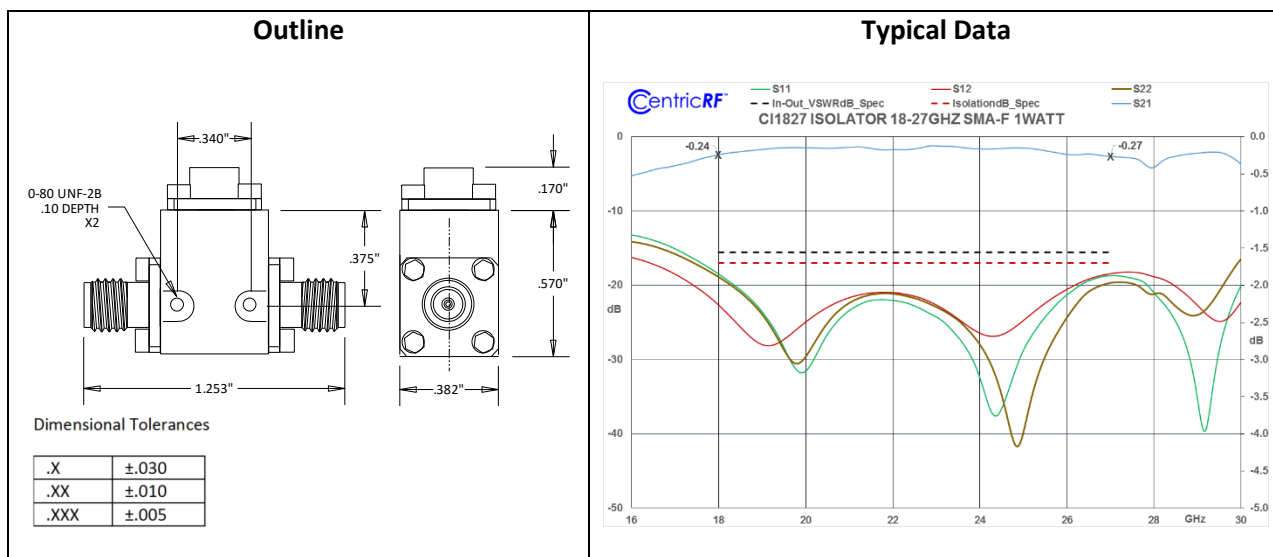 Outline
.340"
0-80 UNF-2B
.10 DEPTH
X2
.375"
.170"
.570"
1.253"
.382"
Dimensional Tolerances
.X ±.030
.XX ±.010
.XXX ±.005
Typical Data
CentricRF™
S11 S12 S22
In-Out_VSWRdB_Spec IsolationdB_Spec S21
CI1827 ISOLATOR 18-27GHZ SMA-F 1WATT
0 0.0
-0.24 X -0.27 X
-0.5
-10 -1.0
-1.5
-20 -2.0
dB
-2.5
dB
-30 -3.0
-3.5
-40 -4.0
-4.5
-50 -5.0
16 18 20 22 24 26 28 GHz 30